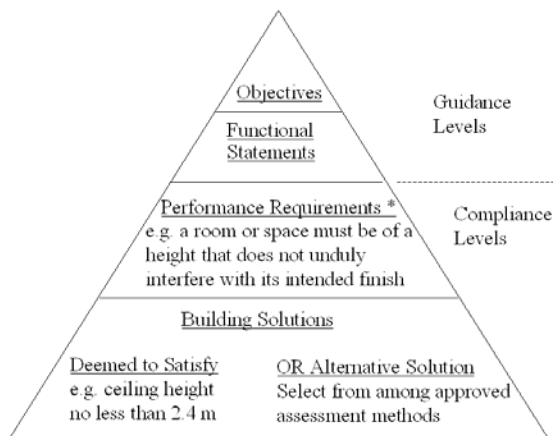 Objectives
Functional
Statements
Guidance
Levels
Performance Requirements *
e.g. a room or space must be of a
height that does not unduly
interfere with its intended finish
Compliance
Levels
Building Solutions
Deemed to Satisfy
e.g. ceiling height
no less than 2.4 m
OR Alternative Solution
Select from among approved
assessment methods